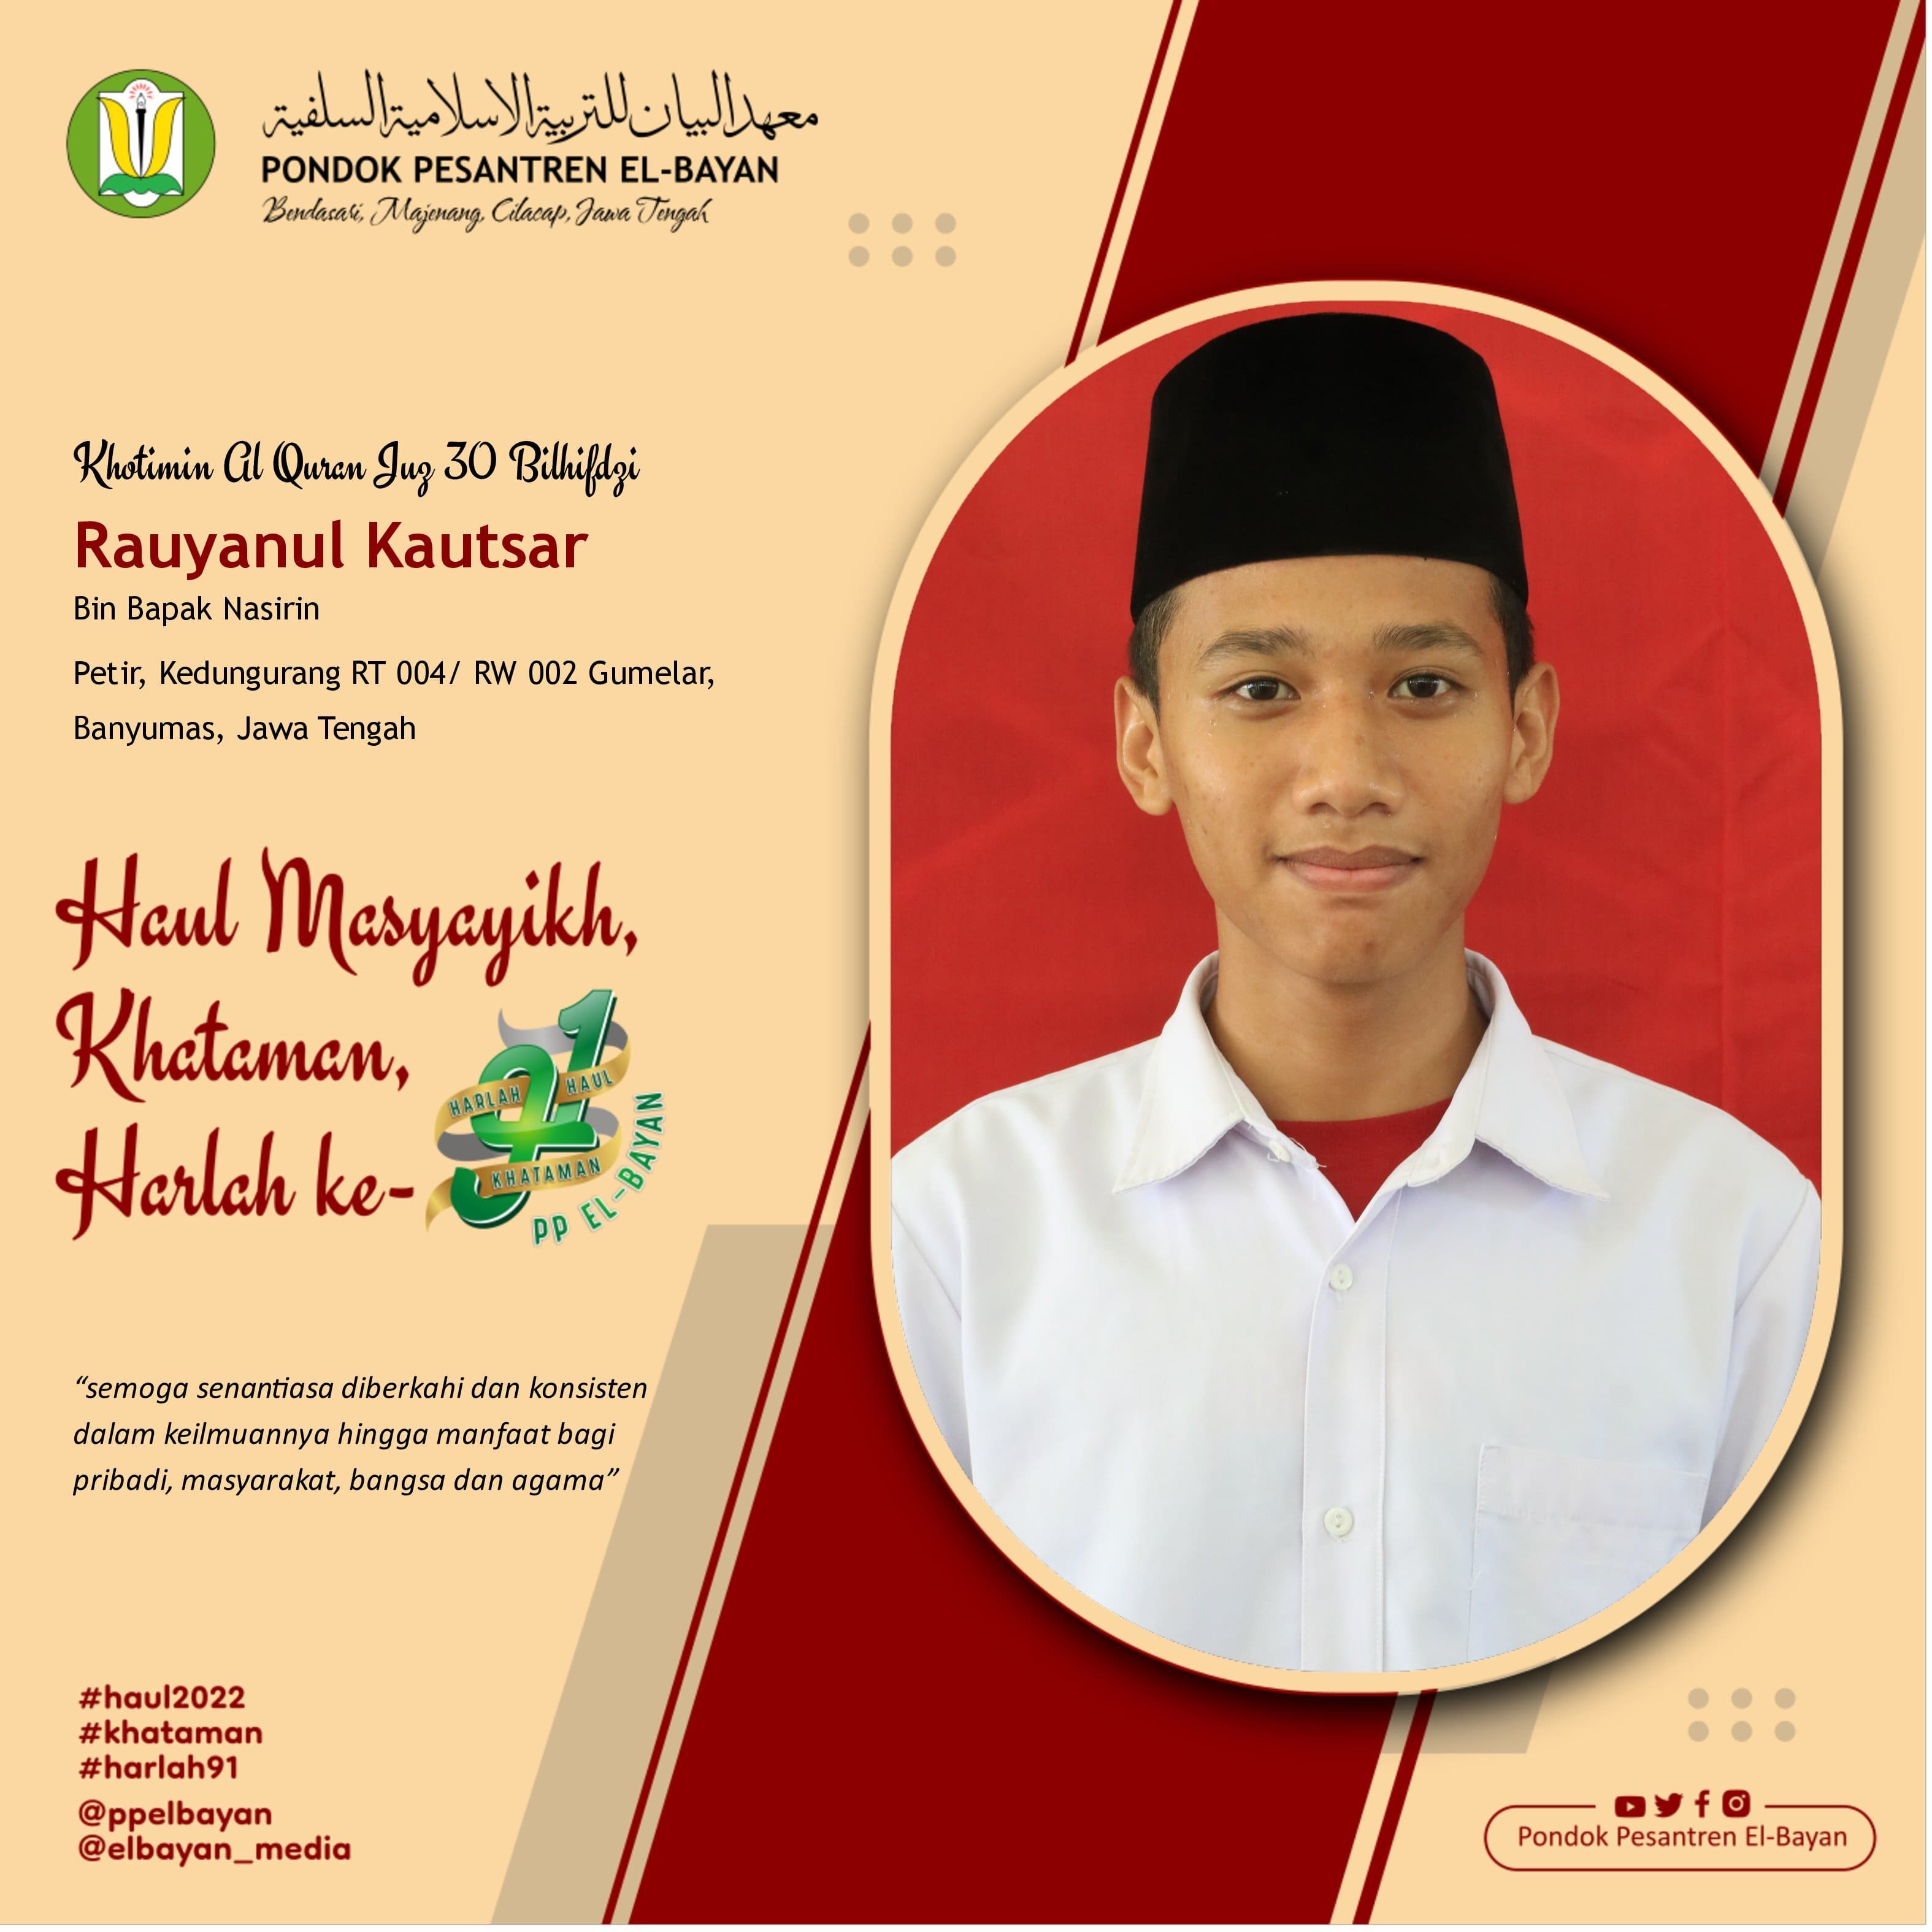 معهد البيان للتربية الاسلامية السلفية
PONDOK PESANTREN EL-BAYAN
Bendasari, Majenang, Cilacap, Jawa Tengah
Khotimin Al Quran Juz 30 Bilhifdzi
Rauyanul Kautsar
Bin Bapak Nasirin
Petir, Kedungurang RT 004/ RW 002 Gumelar,
Banyumas, Jawa Tengah
Haul Masyayikh,
Khataman,
Harlah ke-
91
HARLAH HAUL
KHATAMAN
PP EL-BAYAN
“semoga senantiasa diberkahi dan konsisten
dalam keilmuannya hingga manfaat bagi
pribadi, masyarakat, bangsa dan agama”
#haul2022
#khataman
#harlah91
@ppelbayan
@elbayan_media
Pondok Pesantren El-Bayan